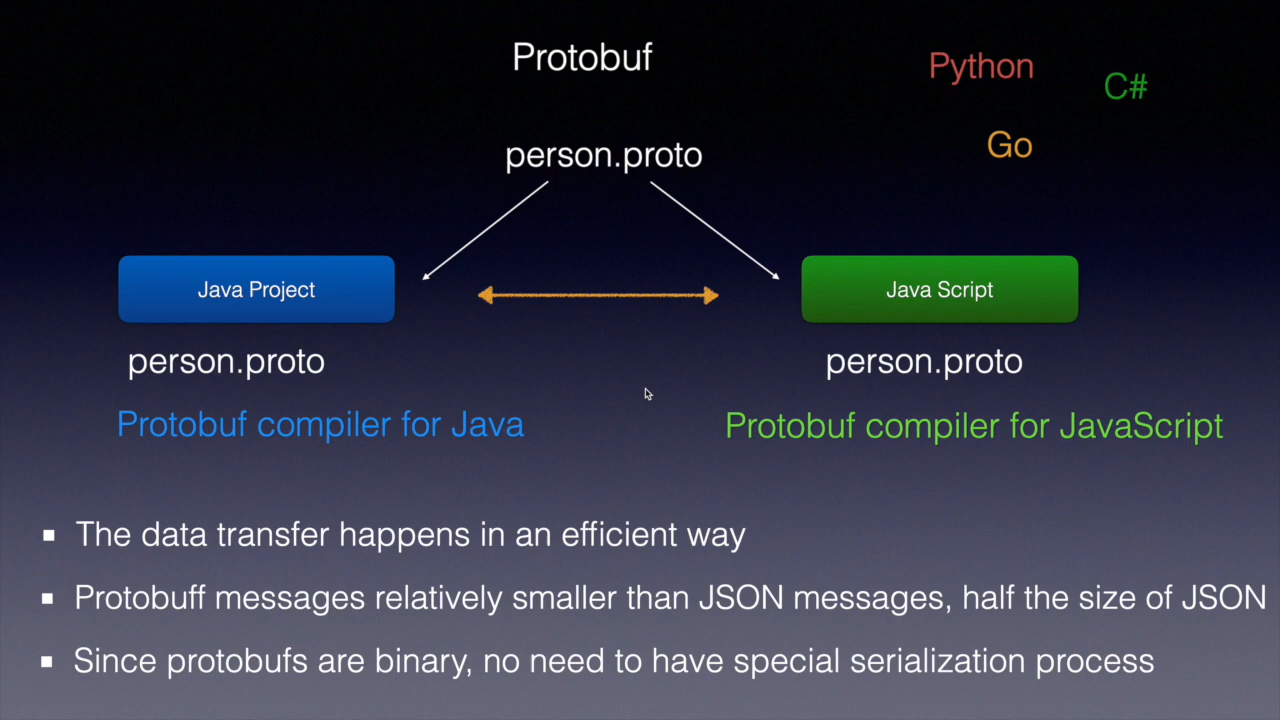 Protobuf
Python
C#
Go
person.proto
Java Project
Java Script
person.proto
person.proto
Protobuf compiler for Java
Protobuf compiler for JavaScript
▪ The data transfer happens in an efficient way
▪ Protobuff messages relatively smaller than JSON messages, half the size of JSON
▪ Since protobufs are binary, no need to have special serialization process